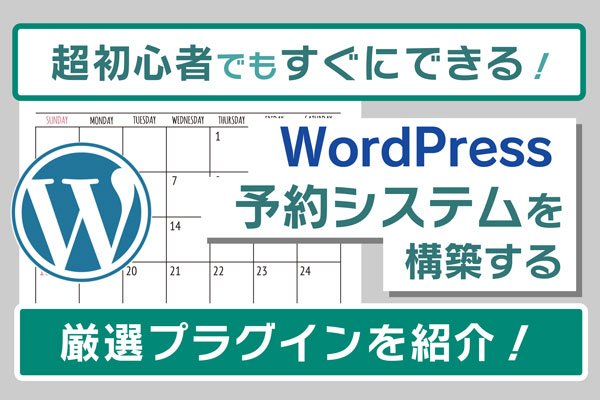 超初心者でもすぐにできる！
SUNDAY MONDAY TUESDAY WEDNESDAY THURSDAY
1
WordPress
7
予約システムを
14
構築する
20 21 22 23 24
厳選プラグインを紹介！